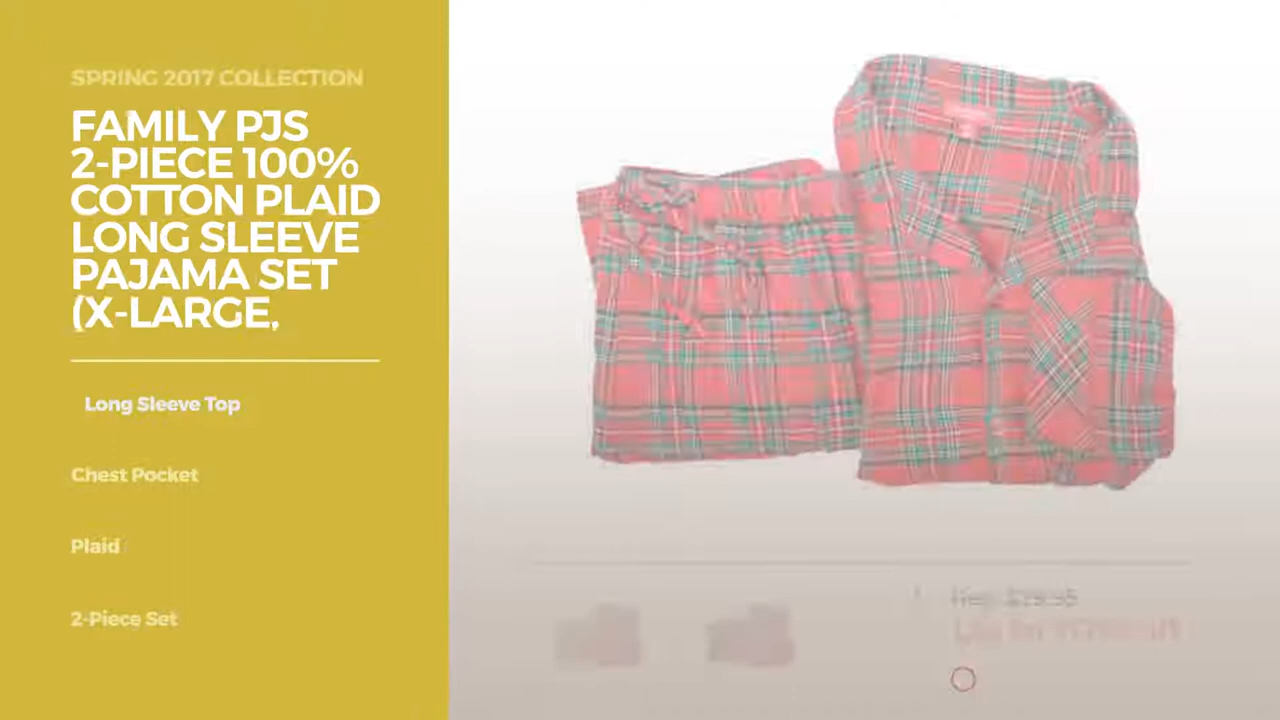 SPRING 2017 COLLECTION
FAMILY PJS
2-PIECE 100%
COTTON PLAID
LONG SLEEVE
PAJAMA SET
(X-LARGE,
Long Sleeve Top
Chest Pocket
Plaid
2-Piece Set